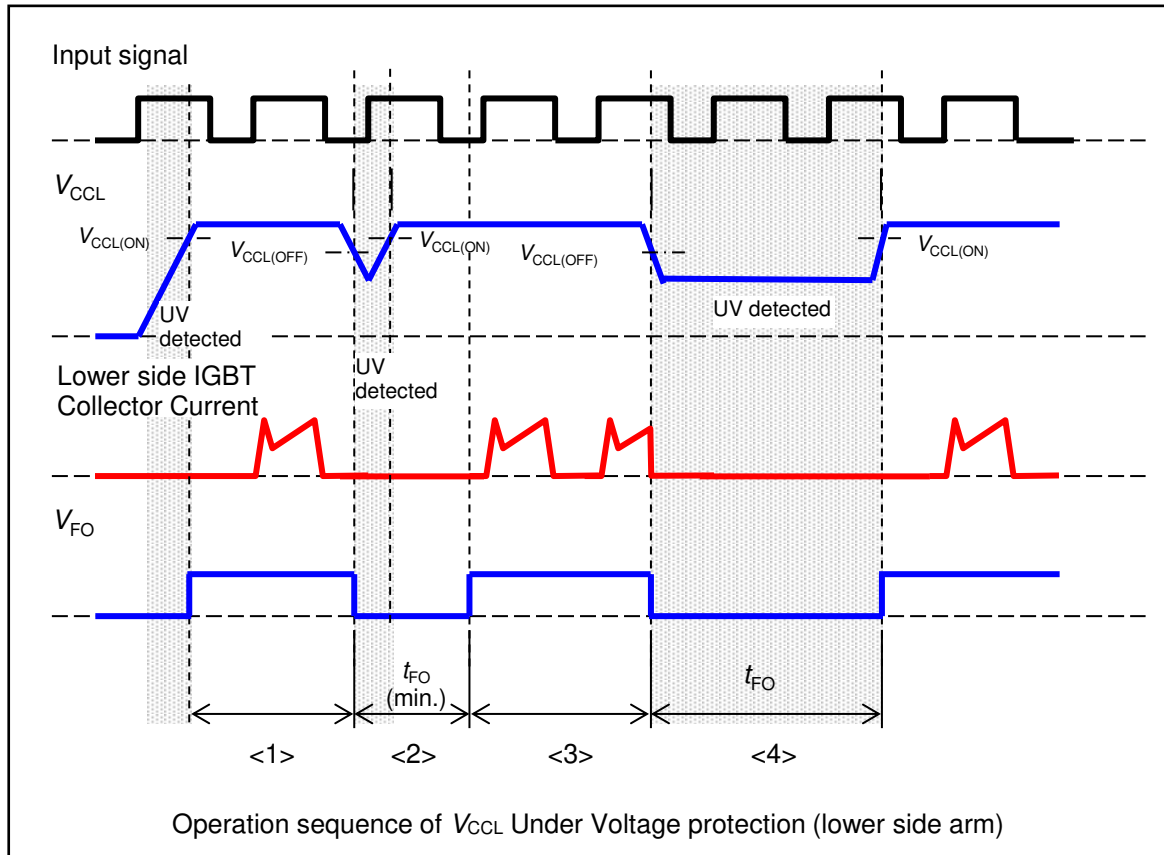 Input signal
VCCL
VCCL(ON)
VCCL(OFF)
VCCL(ON)
VCCL(OFF)
VCCL(ON)
UV
detected
UV detected
UV
detected
Lower side IGBT
Collector Current
VFO
tFO
(min.)
tFO
<1>
<2>
<3>
<4>
Operation sequence of VCCL Under Voltage protection (lower side arm)